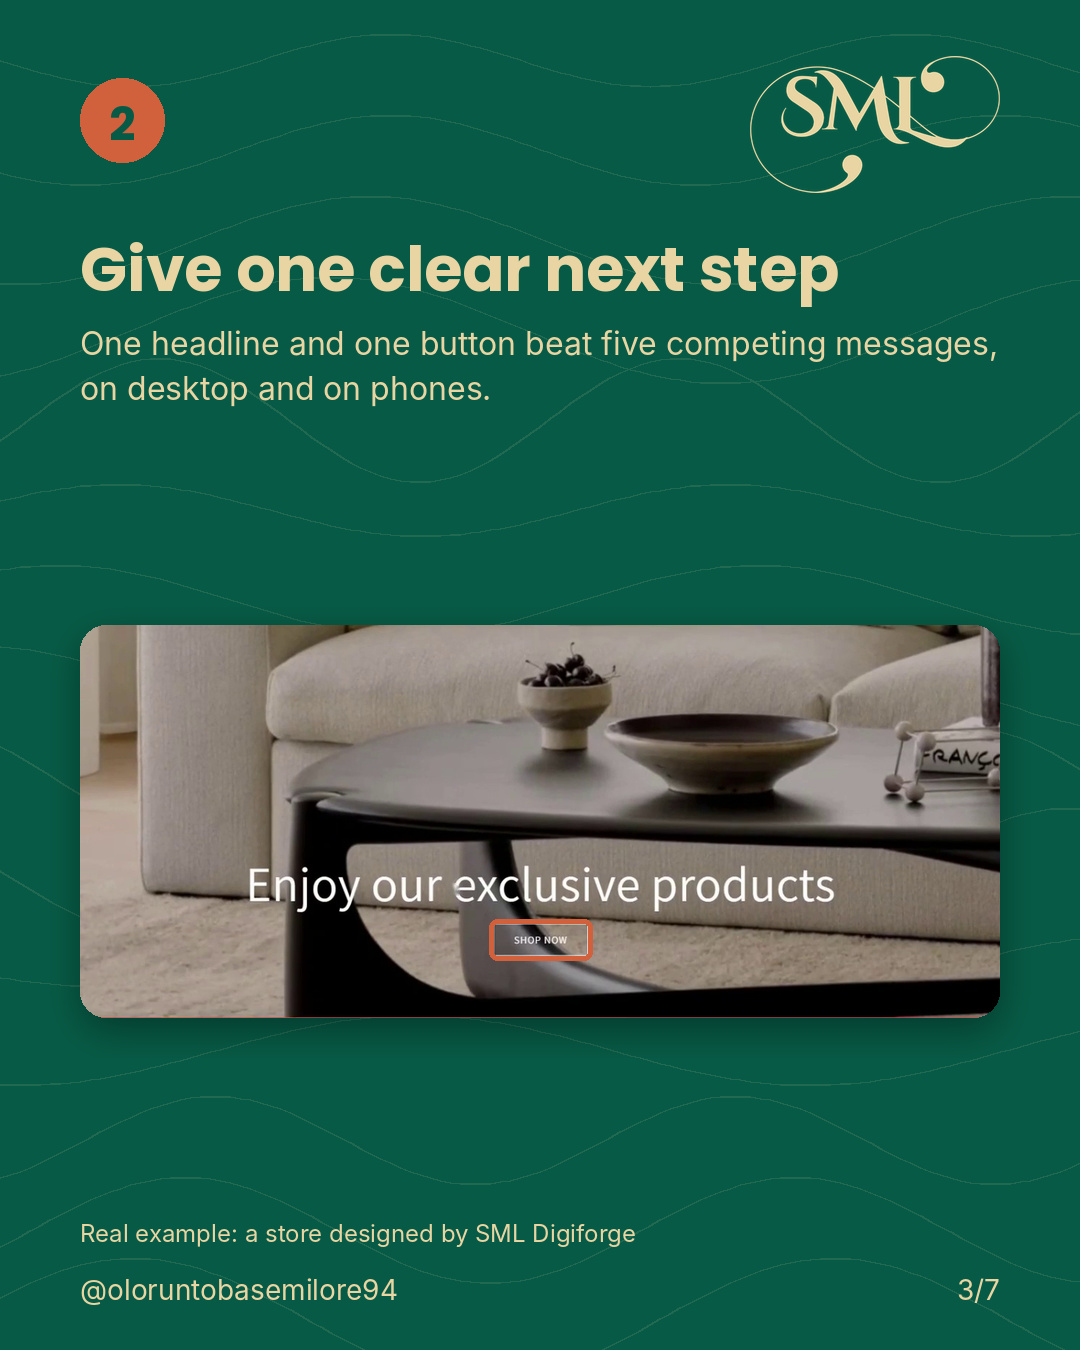 2
SML
Give one clear next step
One headline and one button beat five competing messages,
on desktop and on phones.
FRANÇO
Enjoy our exclusive products
SHOP NOW
Real example: a store designed by SML Digiforge
@oloruntobasemilore94
3/7